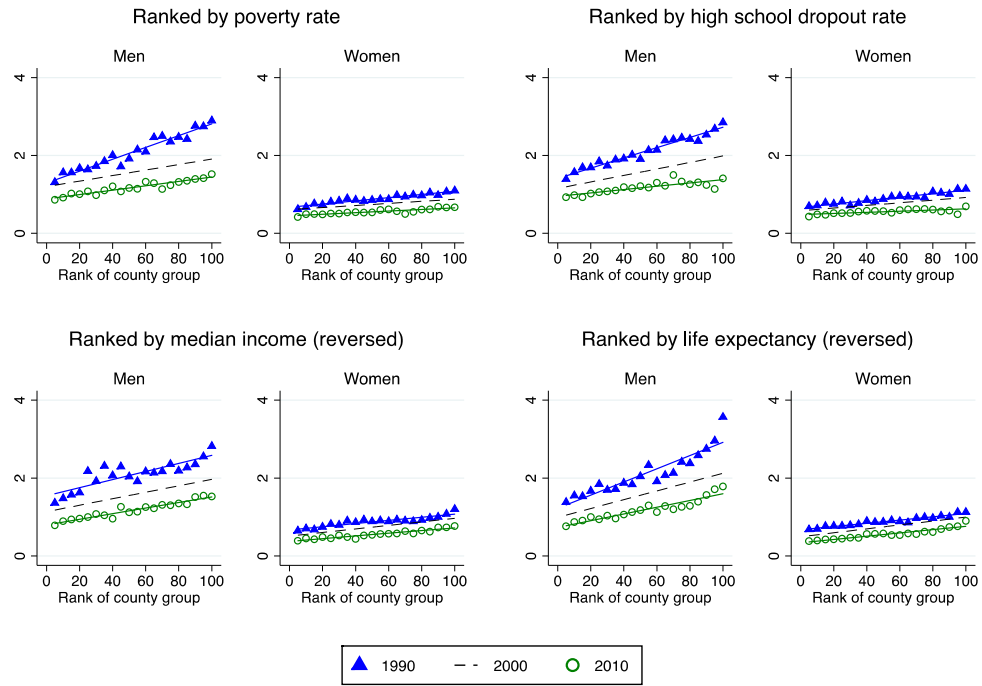 Ranked by poverty rate
Ranked by high school dropout rate
Men
Women
Men
Women
4
2
0
4
2
0
4
2
0
4
2
0
0 20 40 60 80 100
0 20 40 60 80 100
0 20 40 60 80 100
0 20 40 60 80 100
Rank of county group
Rank of county group
Rank of county group
Rank of county group
Ranked by median income (reversed)
Ranked by life expectancy (reversed)
Men
Women
Men
Women
4
2
0
4
2
0
4
2
0
4
2
0
0 20 40 60 80 100
0 20 40 60 80 100
0 20 40 60 80 100
0 20 40 60 80 100
Rank of county group
Rank of county group
Rank of county group
Rank of county group
1990 2000 2010